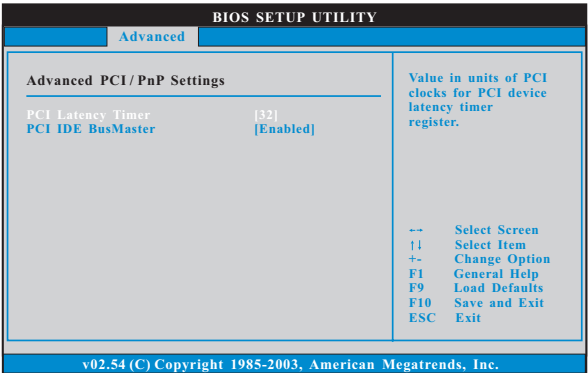 BIOS SETUP UTILITY
Advanced
Advanced PCI / PnP Settings
PCI Latency Timer [32]
PCI IDE BusMaster [Enabled]
Value in units of PCI
clocks for PCI device
latency timer
register.
←→ Select Screen
↑↓ Select Item
+- Change Option
F1 General Help
F9 Load Defaults
F10 Save and Exit
ESC Exit
v02.54 (C) Copyright 1985-2003, American Megatrends, Inc.